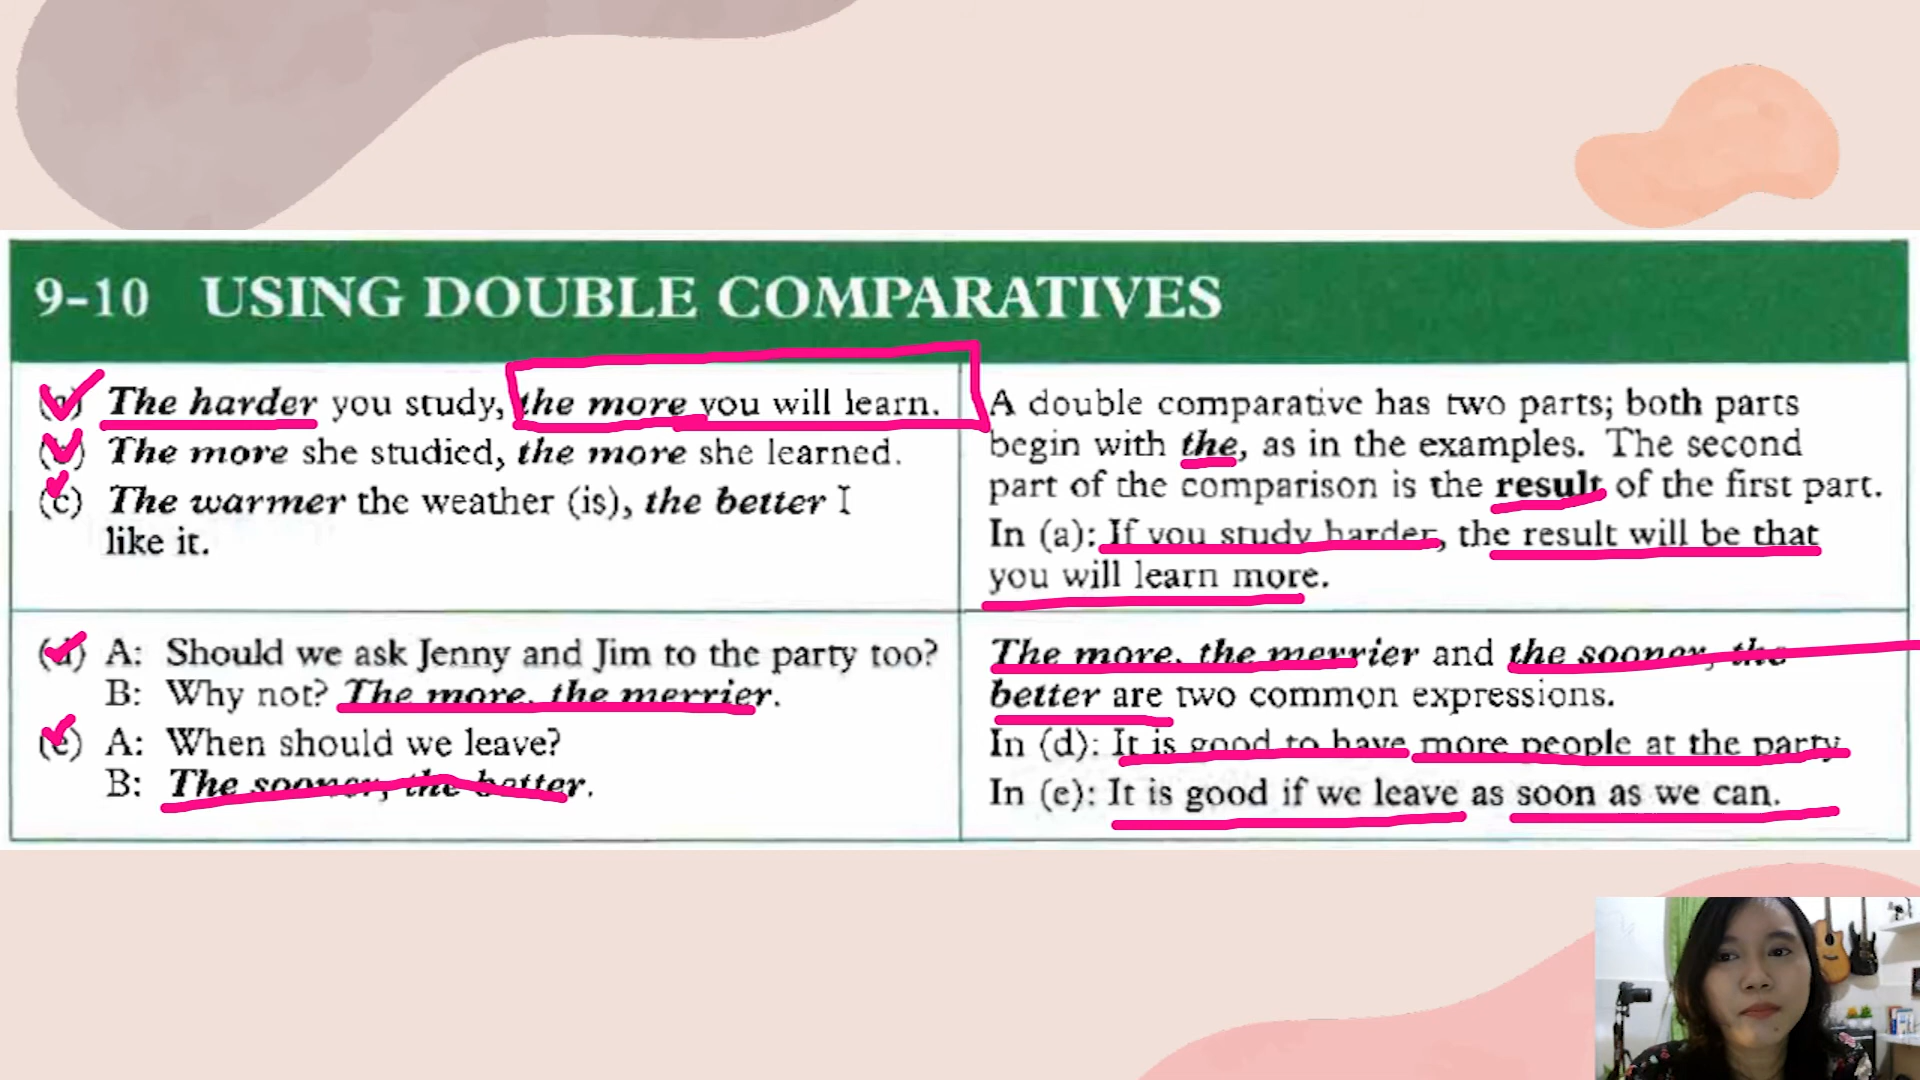 9-10 USING DOUBLE COMPARATIVES
(a) The harder you study, the more you will learn.
(b) The more she studied, the more she learned.
(c) The warmer the weather (is), the better I
like it.
A double comparative has two parts; both parts
begin with the, as in the examples. The second
part of the comparison is the result of the first part.
In (a): If you study harder, the result will be that
you will learn more.
(d) A: Should we ask Jenny and Jim to the party too?
B: Why not? The more, the merrier.
(e) A: When should we leave?
B: The sooner, the better.
The more, the merrier and the sooner, the
better are two common expressions.
In (d): It is good to have more people at the party.
In (e): It is good if we leave as soon as we can.